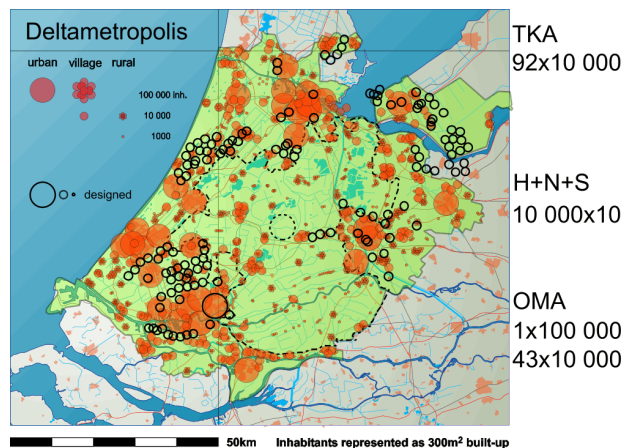 Deltametropolis
urban village rural
100 000 inh.
10 000
1000
designed
TKA
92x10 000
H+N+S
10 000x10
OMA
1x100 000
43x10 000
50km Inhabitants represented as 300m² built-up